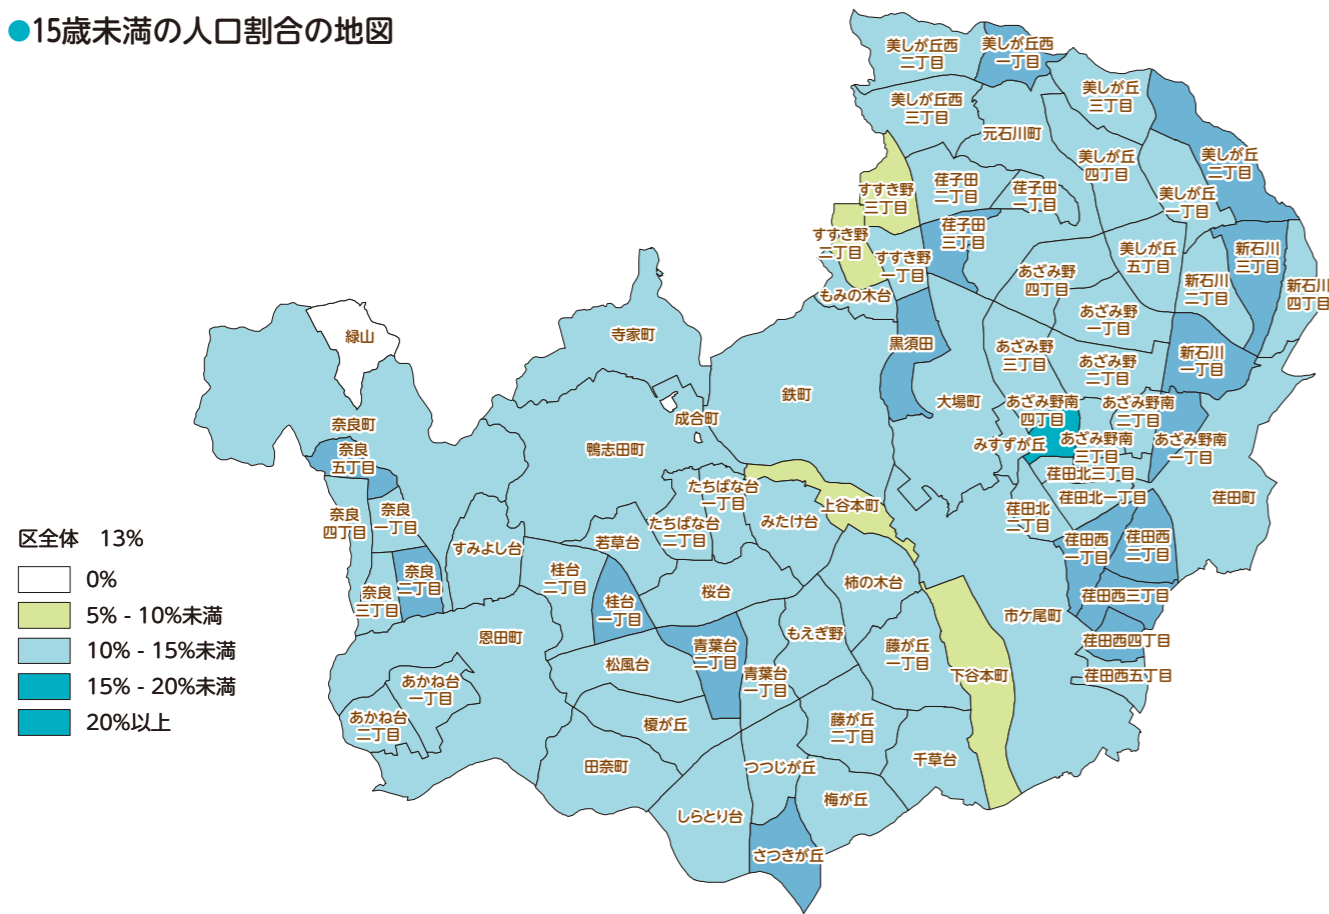 ●15歳未満の人口割合の地図
美しが丘西
二丁目
美しが丘西
一丁目
美しが丘
三丁目
美しが丘西
三丁目
元石川町
美しが丘
四丁目
美しが丘
二丁目
美しが丘
一丁目
すすき野
三丁目
荏子田
二丁目
荏子田
一丁目
荏子田
三丁目
すすき野
二丁目
すすき野
一丁目
もみの木台
美しが丘
五丁目
新石川
三丁目
新石川
二丁目
新石川
四丁目
あざみ野
四丁目
あざみ野
一丁目
緑山
寺家町
黒須田
あざみ野
三丁目
あざみ野
二丁目
新石川
一丁目
鉄町
大場町
あざみ野南
四丁目
あざみ野南
二丁目
奈良町
成合町
鴨志田町
みすずが丘
あざみ野南
三丁目
あざみ野南
一丁目
奈良
五丁目
荏田北三丁目
荏田北一丁目
荏田町
たちばな台
一丁目
上谷本町
みたけ台
荏田北
二丁目
奈良
四丁目
奈良
一丁目
たちばな台
二丁目
すみよし台
若草台
荏田西
一丁目
荏田西
二丁目
区全体 13%
0%
5% - 10%未満
10% - 15%未満
15% - 20%未満
20%以上
奈良
二丁目
奈良
三丁目
桂台
二丁目
桂台
一丁目
桜台
柿の木台
荏田西三丁目
市ケ尾町
恩田町
もえぎ野
荏田西四丁目
松風台
青葉台
二丁目
青葉台
一丁目
藤が丘
一丁目
下谷本町
荏田西五丁目
あかね台
一丁目
あかね台
二丁目
榎が丘
藤が丘
二丁目
田奈町
つつじが丘
千草台
しらとり台
梅が丘
さつきが丘